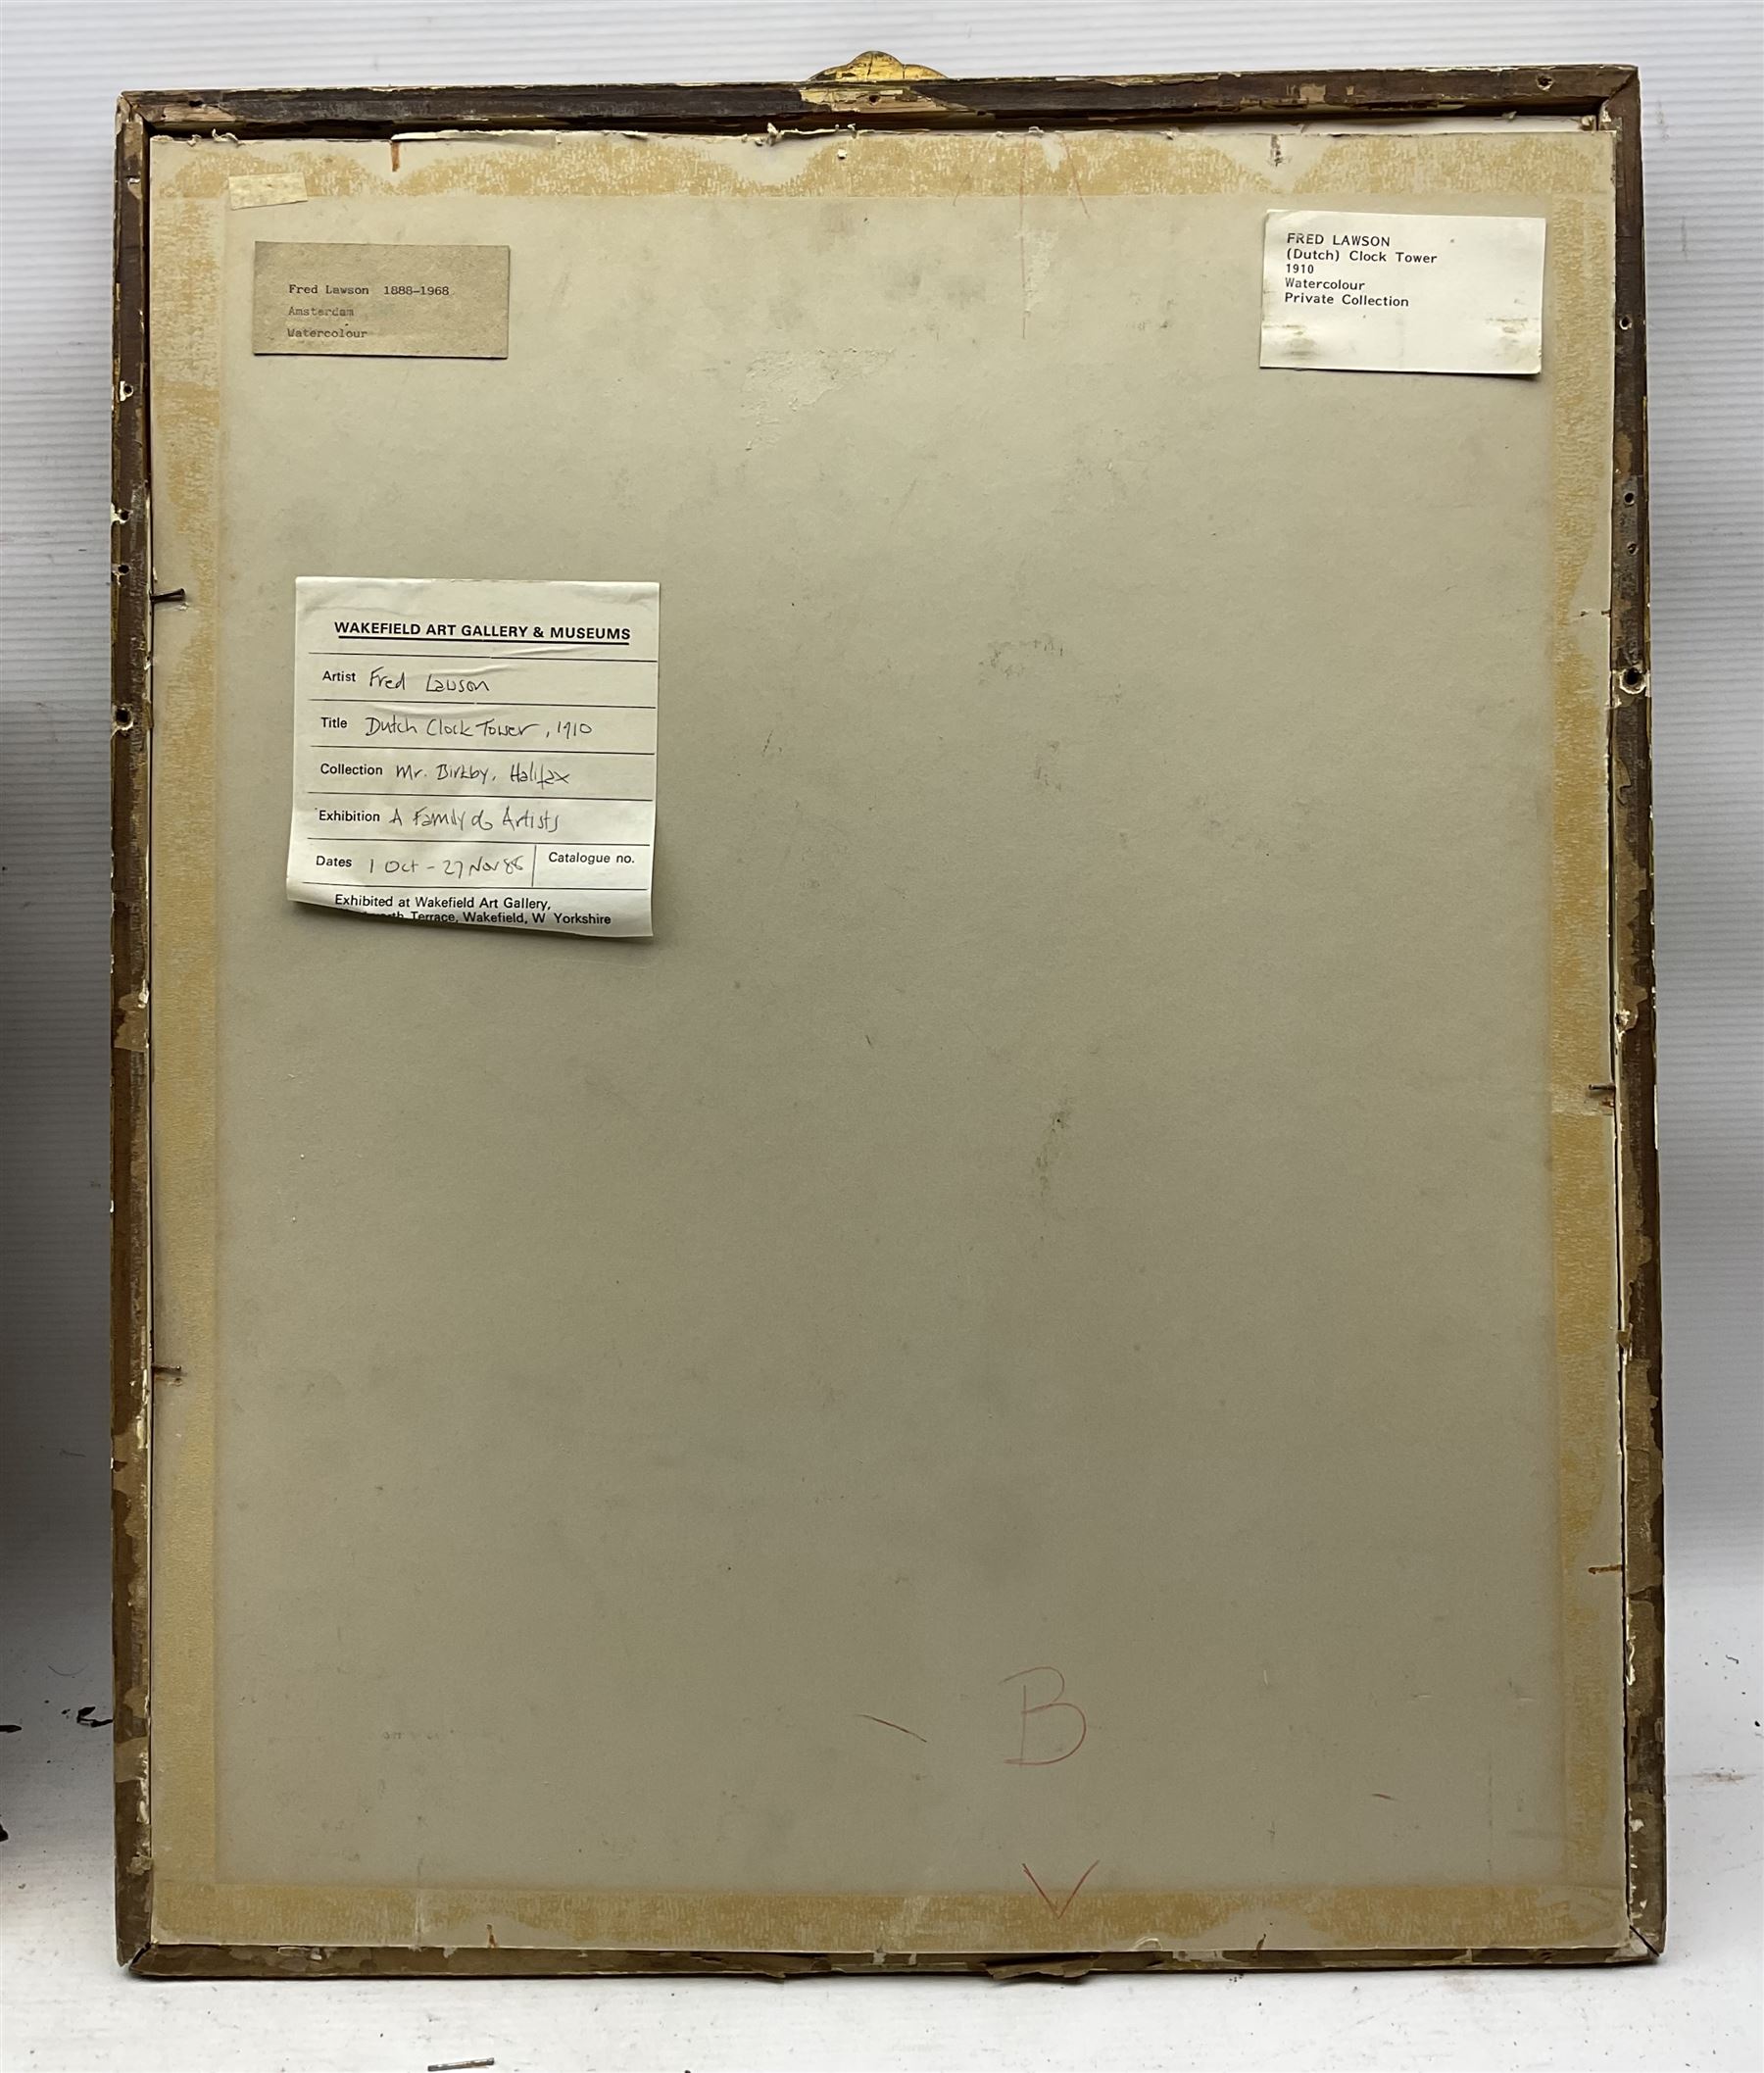 Fred Lawson 1888-1968
Amsterdam
Watercolour
FRED LAWSON
(Dutch) Clock Tower
1910
Watercolour
Private Collection
WAKEFIELD ART GALLERY & MUSEUMS
Artist Fred Lawson
Title Dutch Clock Tower, 1910
Collection Mr. Birkby, Halifax
Exhibition A Family of Artists
Dates 1 Oct - 27 Nov 88 Catalogue no.
Exhibited at Wakefield Art Gallery,
Terrace, Wakefield, W Yorkshire
B